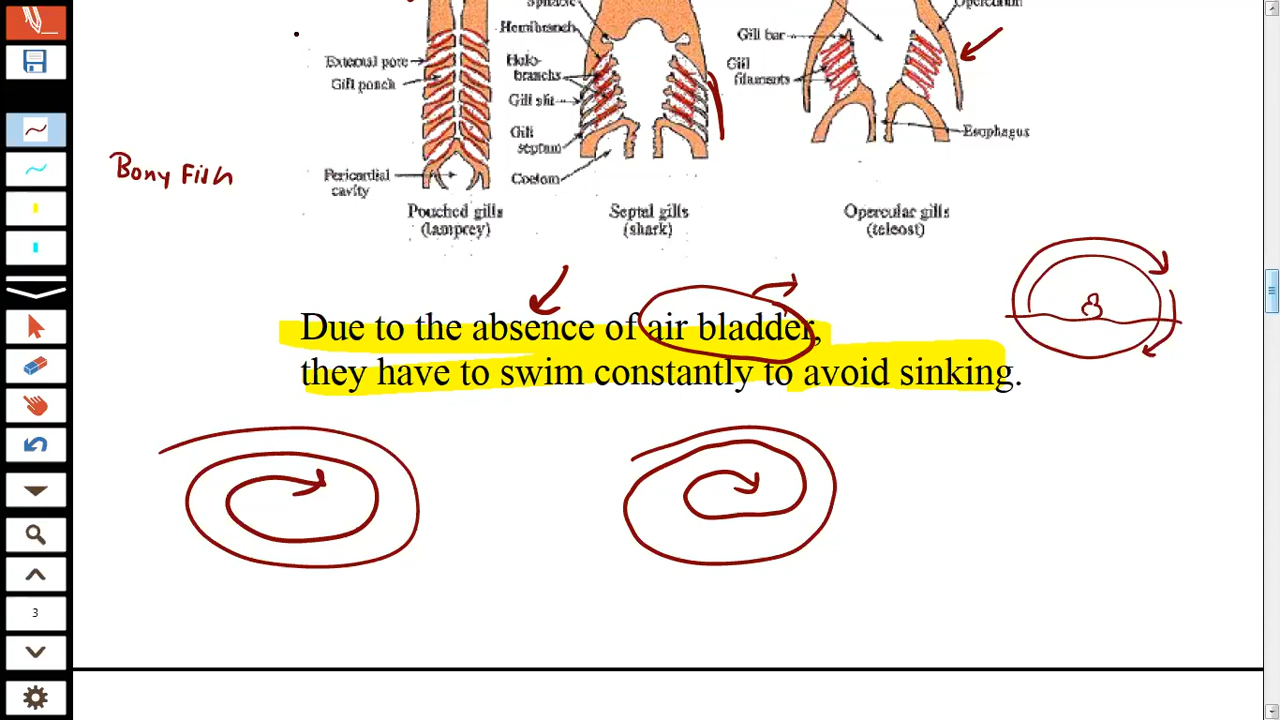 Hemibranch
Gill bar
External pore
Gill pouch
Holo-
branchs
Gill
filaments
Gill slit
Gill
septum
Esophagus
Bony Fish
Pericardial
cavity
Coelom
Pouched gills
(lamprey)
Septal gills
(shark)
Opercular gills
(teleost)
Due to the absence of air bladder,
they have to swim constantly to avoid sinking.
3